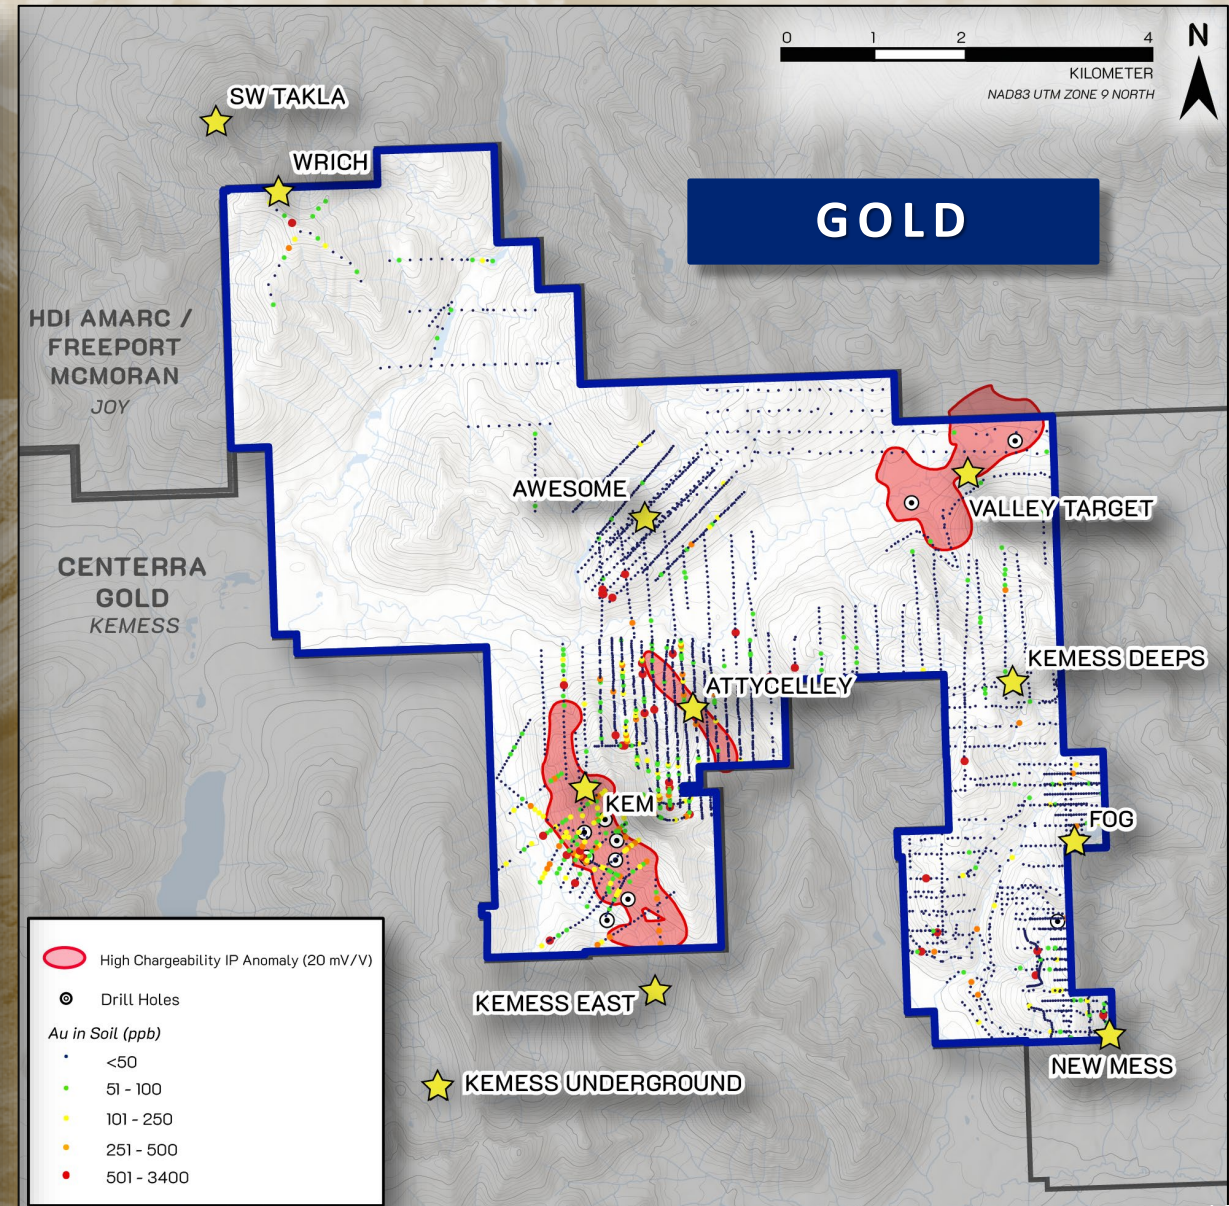 0 1 2 4
KILOMETER
NAD83 UTM ZONE 9 NORTH
N
SW TAKLA
WRICH
GOLD
HDI AMARC /
FREEPORT
MCMORAN
JOY
AWESOME
VALLEY TARGET
CENTERRA
GOLD
KEMESS
KEMESS DEEPS
ATTYCELLEY
KEM
FOG
KEMESS EAST
NEW MESS
KEMESS UNDERGROUND
High Chargeability IP Anomaly (20 mV/V)
Drill Holes
Au in Soil (ppb)
<50
51 - 100
101 - 250
251 - 500
501 - 3400